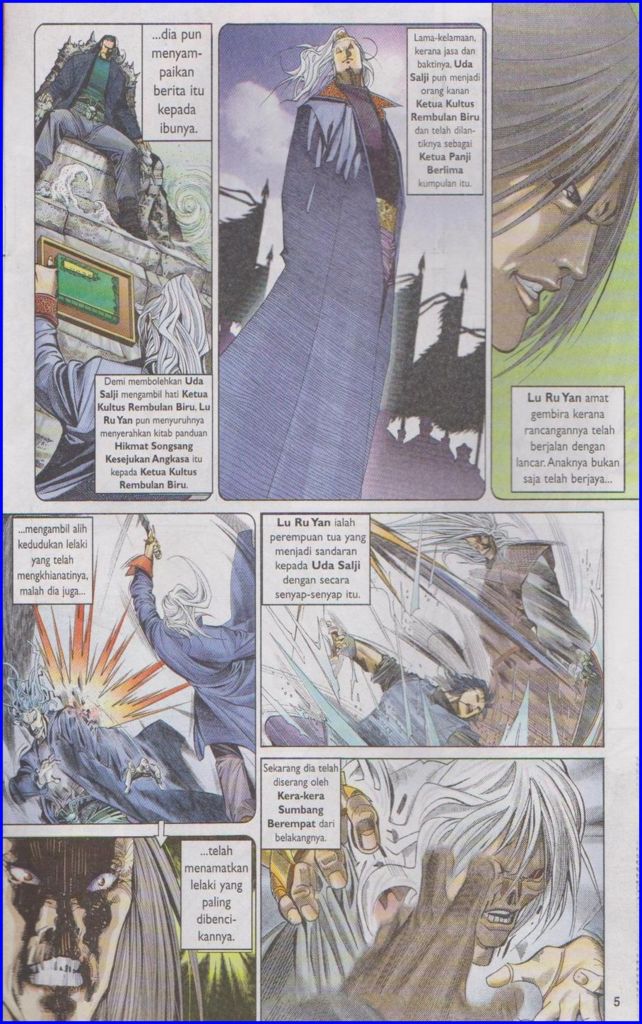 ...dia pun
menyam-
paikan
berita itu
kepada
ibunya.
Demi membolehkan Uda
Salji mengambil hati Ketua
Kultus Rembulan Biru, Lu
Ru Yan pun menyuruhnya
menyerahkan kitab panduan
Hikmat Songsang
Kesejukan Angkasa itu
kepada Ketua Kultus
Rembulan Biru.
Lama-kelamaan,
kerana jasa dan
baktinya, Uda
Salji pun menjadi
orang kanan
Ketua Kultus
Rembulan Biru
dan telah dilan-
tiknya sebagai
Ketua Panji
Berlima
kumpulan itu.
Lu Ru Yan amat
gembira kerana
rancangannya telah
berjalan dengan
lancar. Anaknya bukan
saja telah berjaya...
...mengambil alih
kedudukan lelaki
yang telah
mengkhianatinya,
malah dia juga...
Lu Ru Yan ialah
perempuan tua yang
menjadi sandaran
kepada Uda Salji
dengan secara
senyap-senyap itu.
Sekarang dia telah
diserang oleh
Kera-kera
Sumbang
Berempat dari
belakangnya.
...telah
menamatkan
lelaki yang
paling
dibenci-
kannya.
5